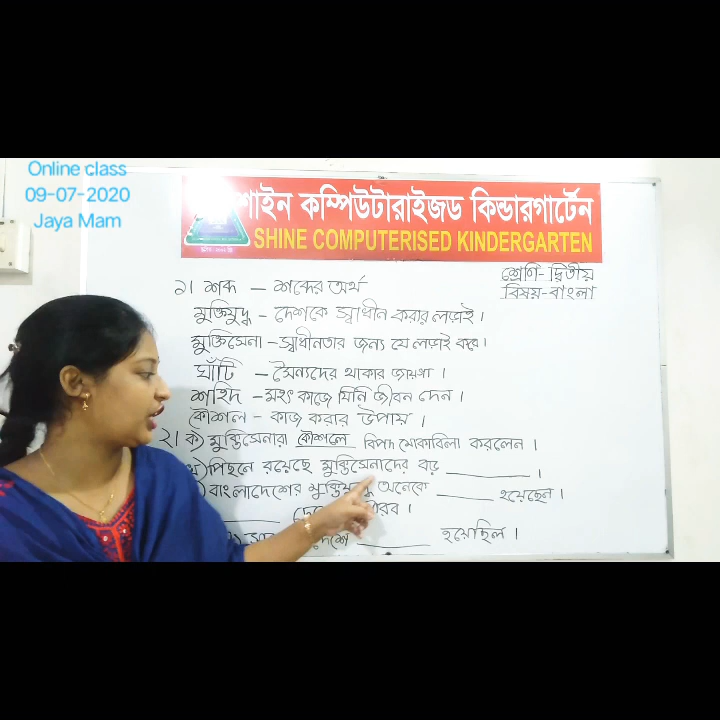 Online class
09-07-2020
Jaya Mam
শাইন কম্পিউটারাইজড কিন্ডারগার্টেন
SHINE COMPUTERISED KINDERGARTEN
শ্রেণি- দ্বিতীয়
বিষয়-বাংলা
১। শব্দ – শব্দের অর্থ
মুক্তিযুদ্ধ – দেশকে স্বাধীন করার লড়াই।
মুক্তিসেনা – স্বাধীনতার জন্য যে লড়াই করে।
ঘাঁটি – সৈন্যদের থাকার জায়গা।
শহিদ – মহৎ কাজে যিনি জীবন দেন।
কৌশল – কাজ করার উপায়।
২। ক) মুক্তিসেনারা কৌশলে বিপদ মোকাবিলা করলেন।
খ) পিছনে রয়েছে মুক্তিসেনাদের বড় ______ ।
) বাংলাদেশের মুক্তিযুদ্ধে অনেকে ______ হয়েছেন।
______ ।
______ হয়েছিল।